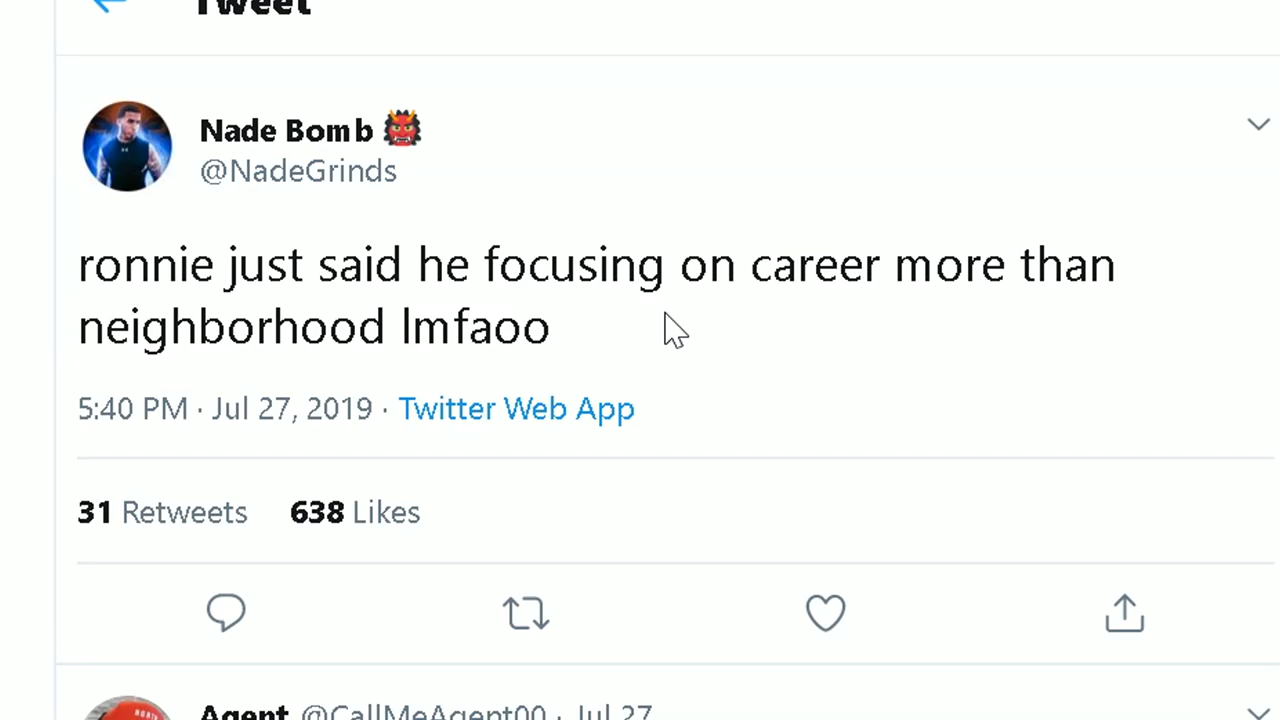 Tweet
Nade Bomb 👹
@NadeGrinds
ronnie just said he focusing on career more than
neighborhood lmfaoo
5:40 PM · Jul 27, 2019 · Twitter Web App
31 Retweets 638 Likes
Agent @CallMeAgent00 · Jul 27